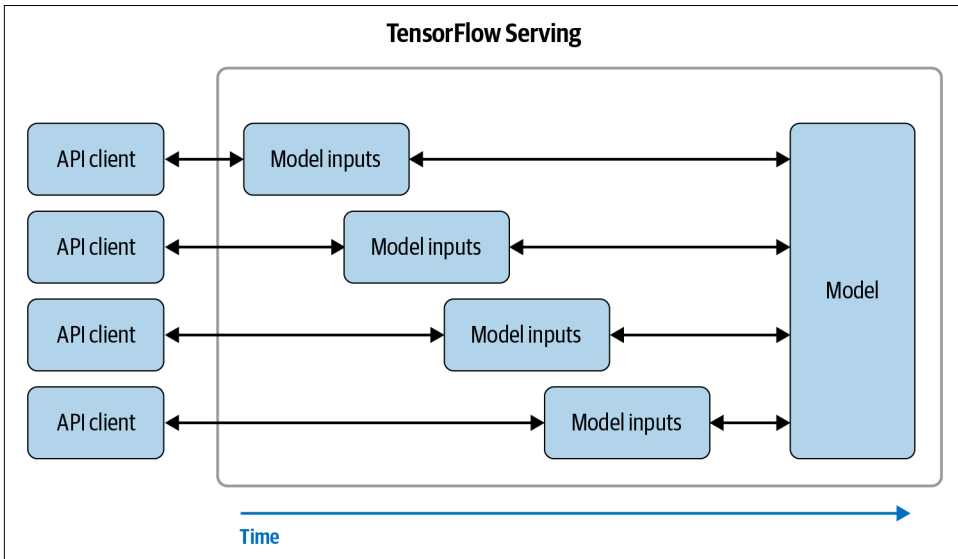 TensorFlow Serving
API client
Model inputs
API client
Model inputs
Model
API client
Model inputs
API client
Model inputs
Time